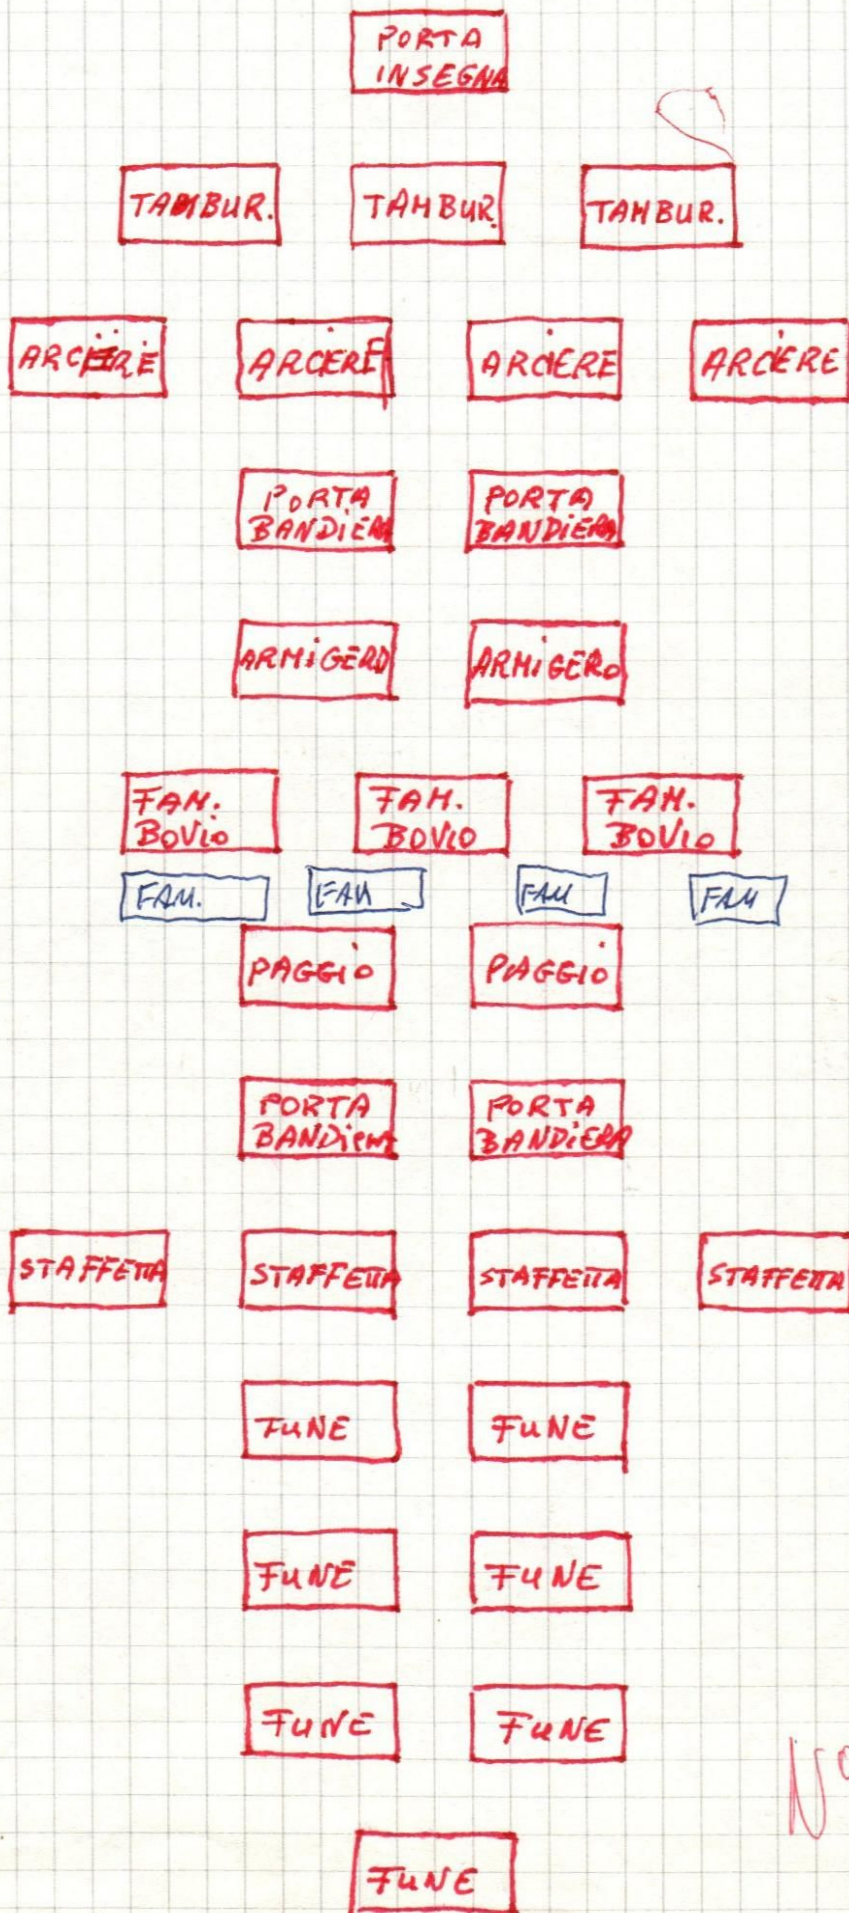 PORTA
INSEGNA
TAMBUR. TAMBUR. TAMBUR.
ARCIERE ARCIERE ARCIERE ARCIERE
PORTA PORTA
BANDIERA BANDIERA
ARMIGERO ARMIGERO
FAM. FAM. FAM.
BOVIO BOVIO BOVIO
FAM. FAM FAM FAM
PAGGIO PAGGIO
PORTA PORTA
BANDIERA BANDIERA
STAFFETTA STAFFETTA STAFFETTA STAFFETTA
FUNE FUNE
FUNE FUNE
FUNE FUNE
N°
FUNE